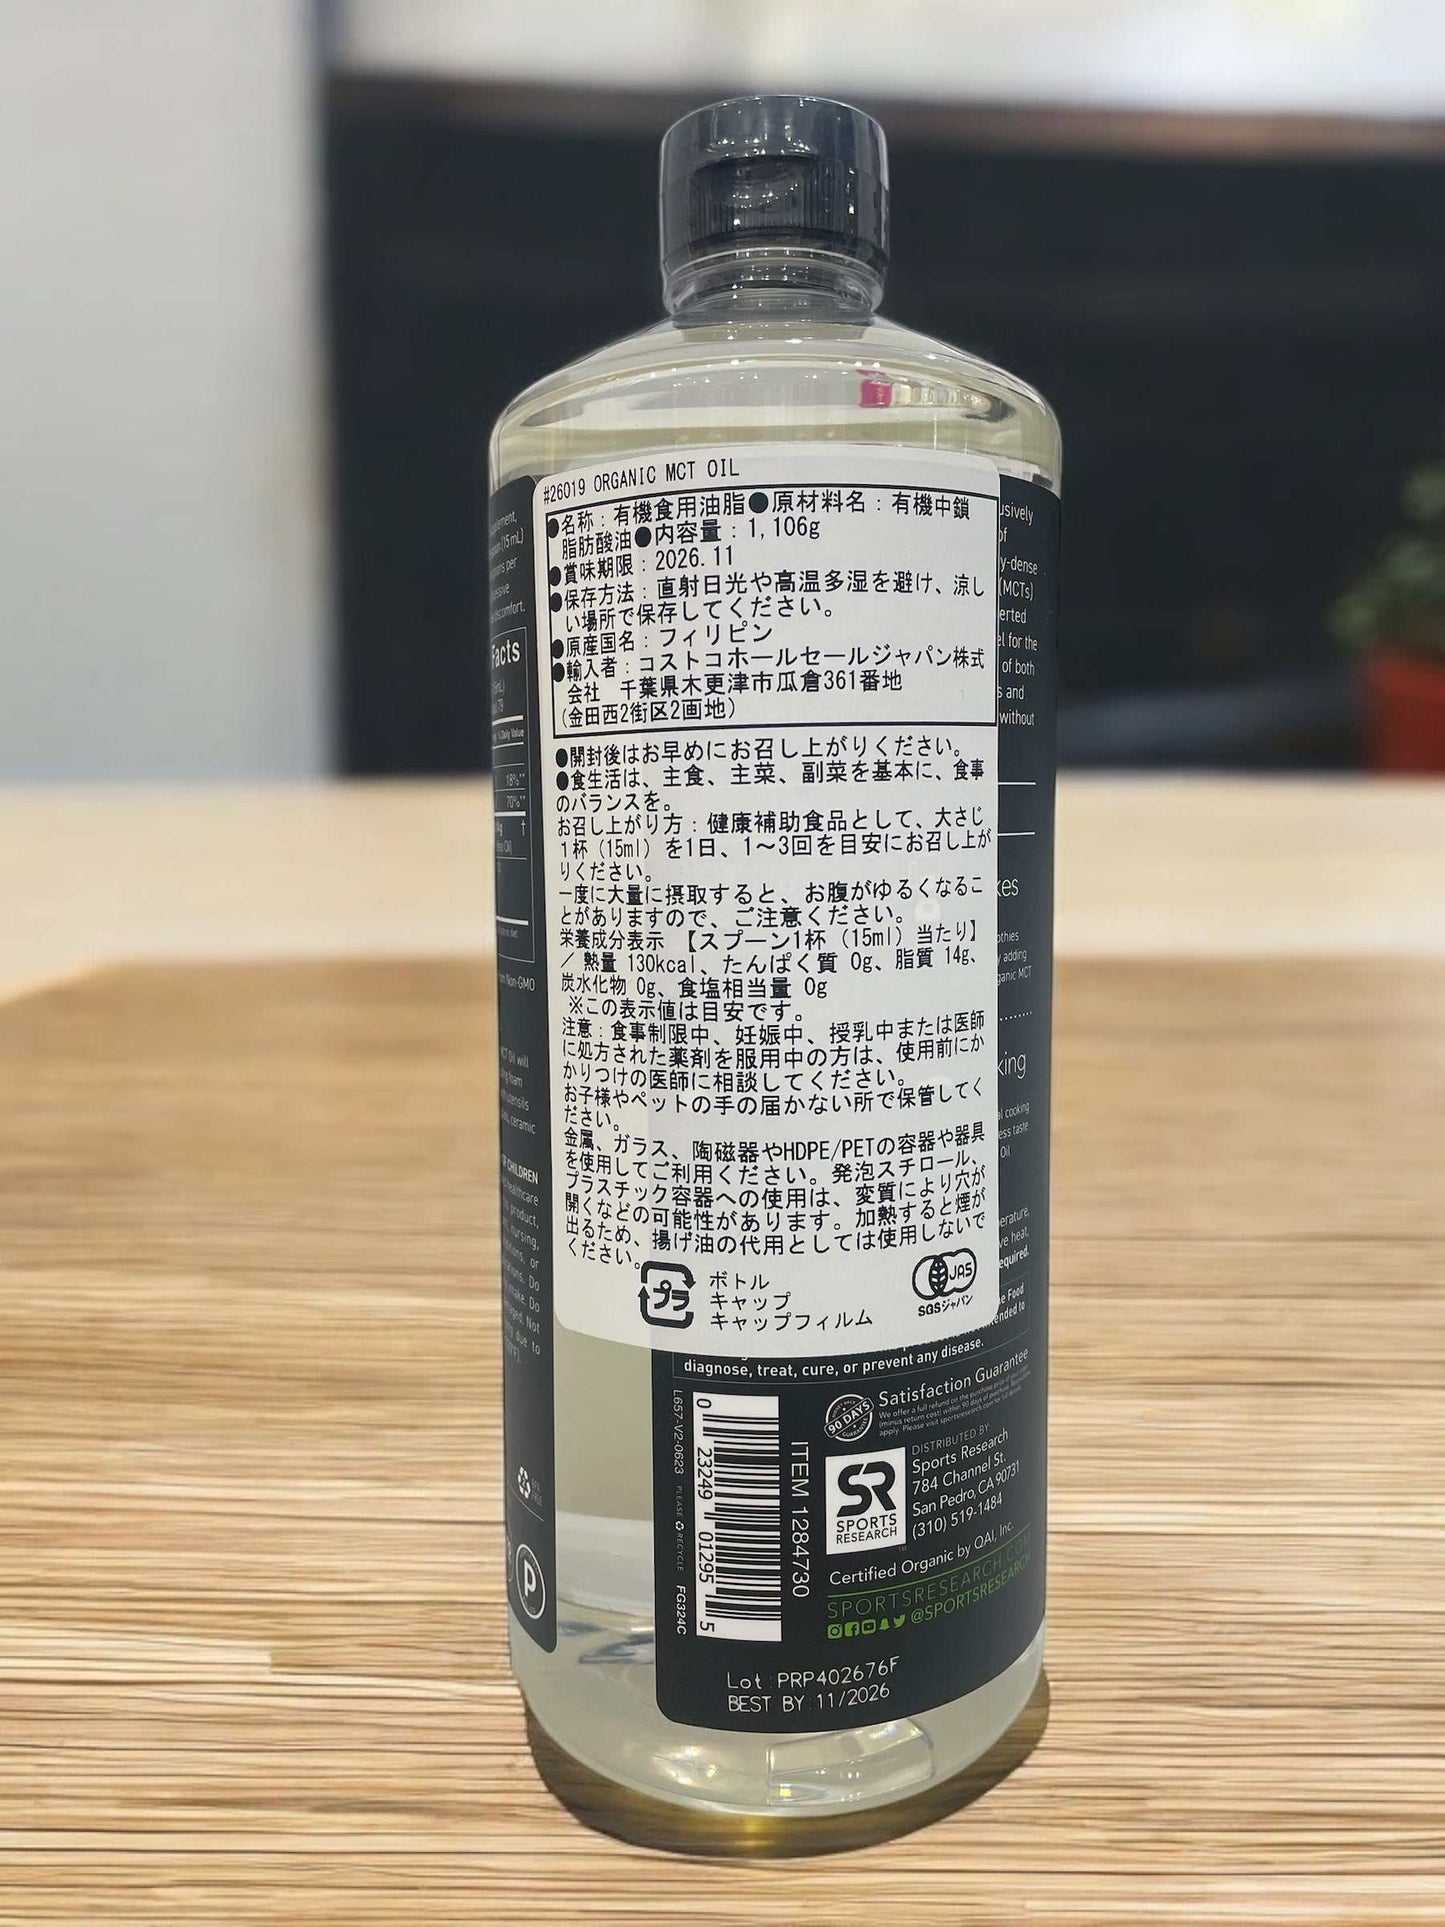 #26019 ORGANIC MCT OIL
●名称：有機食用油脂●原材料名：有機中鎖
脂肪酸油●内容量：1,106g
●賞味期限：2026.11
●保存方法：直射日光や高温多湿を避け、涼し
い場所で保存してください。
●原産国名：フィリピン
●輸入者：コストコホールセールジャパン株式
会社　千葉県木更津市瓜倉361番地
(金田西2街区2画地)
●開封後はお早めにお召し上がりください。
●食生活は、主食、主菜、副菜を基本に、食事
のバランスを。
お召し上がり方：健康補助食品として、大さじ
1杯（15ml）を1日、1～3回を目安にお召し上が
りください。
一度に大量に摂取すると、お腹がゆるくなるこ
とがありますので、ご注意ください。
栄養成分表示 【スプーン1杯（15ml）当たり】
／ 熱量 130kcal、たんぱく質 0g、脂質 14g、
炭水化物 0g、食塩相当量 0g
※この表示値は目安です。
注意：食事制限中、妊娠中、授乳中または医師
に処方された薬剤を服用中の方は、使用前にか
かりつけの医師に相談してください。
お子様やペットの手の届かない所で保管してく
ださい。
金属、ガラス、陶磁器やHDPE/PETの容器や器具
を使用してご利用ください。発泡スチロール、
プラスチック容器への使用は、変質により穴が
開くなどの可能性があります。加熱すると煙が
出るため、揚げ油の代用としては使用しないで
ください。
プラ
ボトル
キャップ
キャップフィルム
JAS
SGSジャパン
diagnose, treat, cure, or prevent any disease.
Satisfaction Guarantee
90 DAYS
DISTRIBUTED BY
Sports Research
784 Channel St.
San Pedro, CA 90731
(310) 519-1484
SR
SPORTS
RESEARCH
Certified Organic by QAI, Inc.
SPORTSRESEARCH.COM
@SPORTSRESEARCH
L657-V2-0623 PLEASE RECYCLE FG324C
0 23249 01295 5
ITEM 1284730
Lot: PRP402676F
BEST BY: 11/2026
Facts
% Daily Value
18%**
70%**
OF CHILDREN